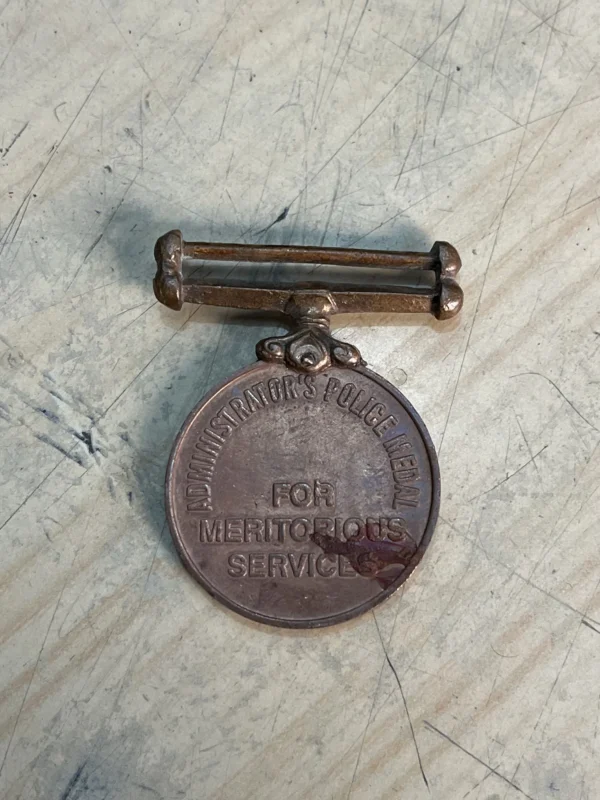 ADMINISTRATOR'S POLICE MEDAL
FOR
MERITORIOUS
SERVICES